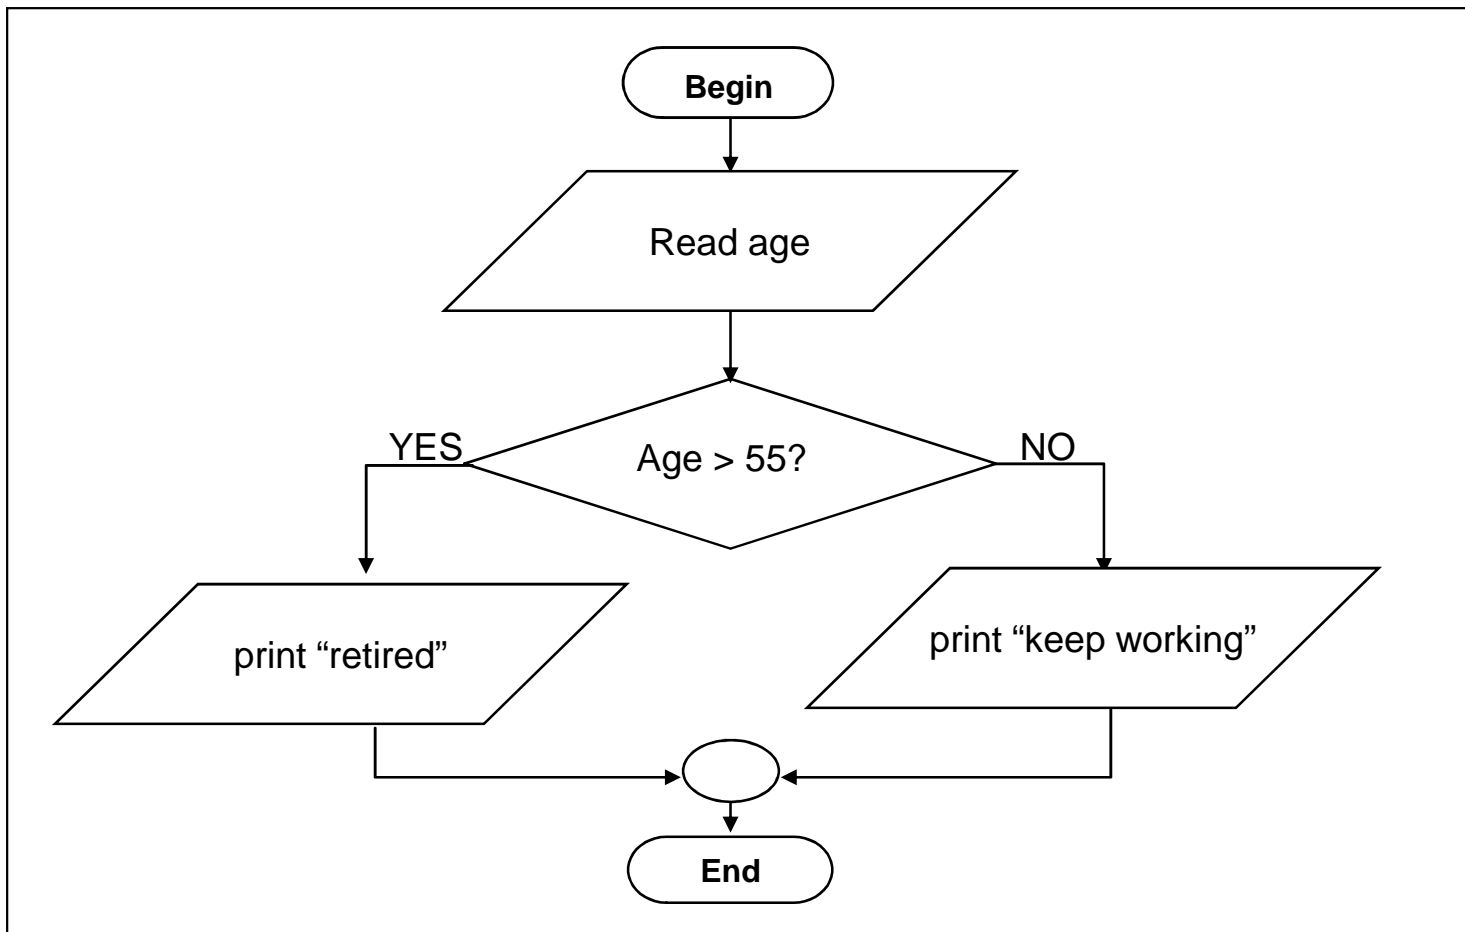 Begin
Read age
YES
Age > 55?
NO
print “retired”
print “keep working”
End